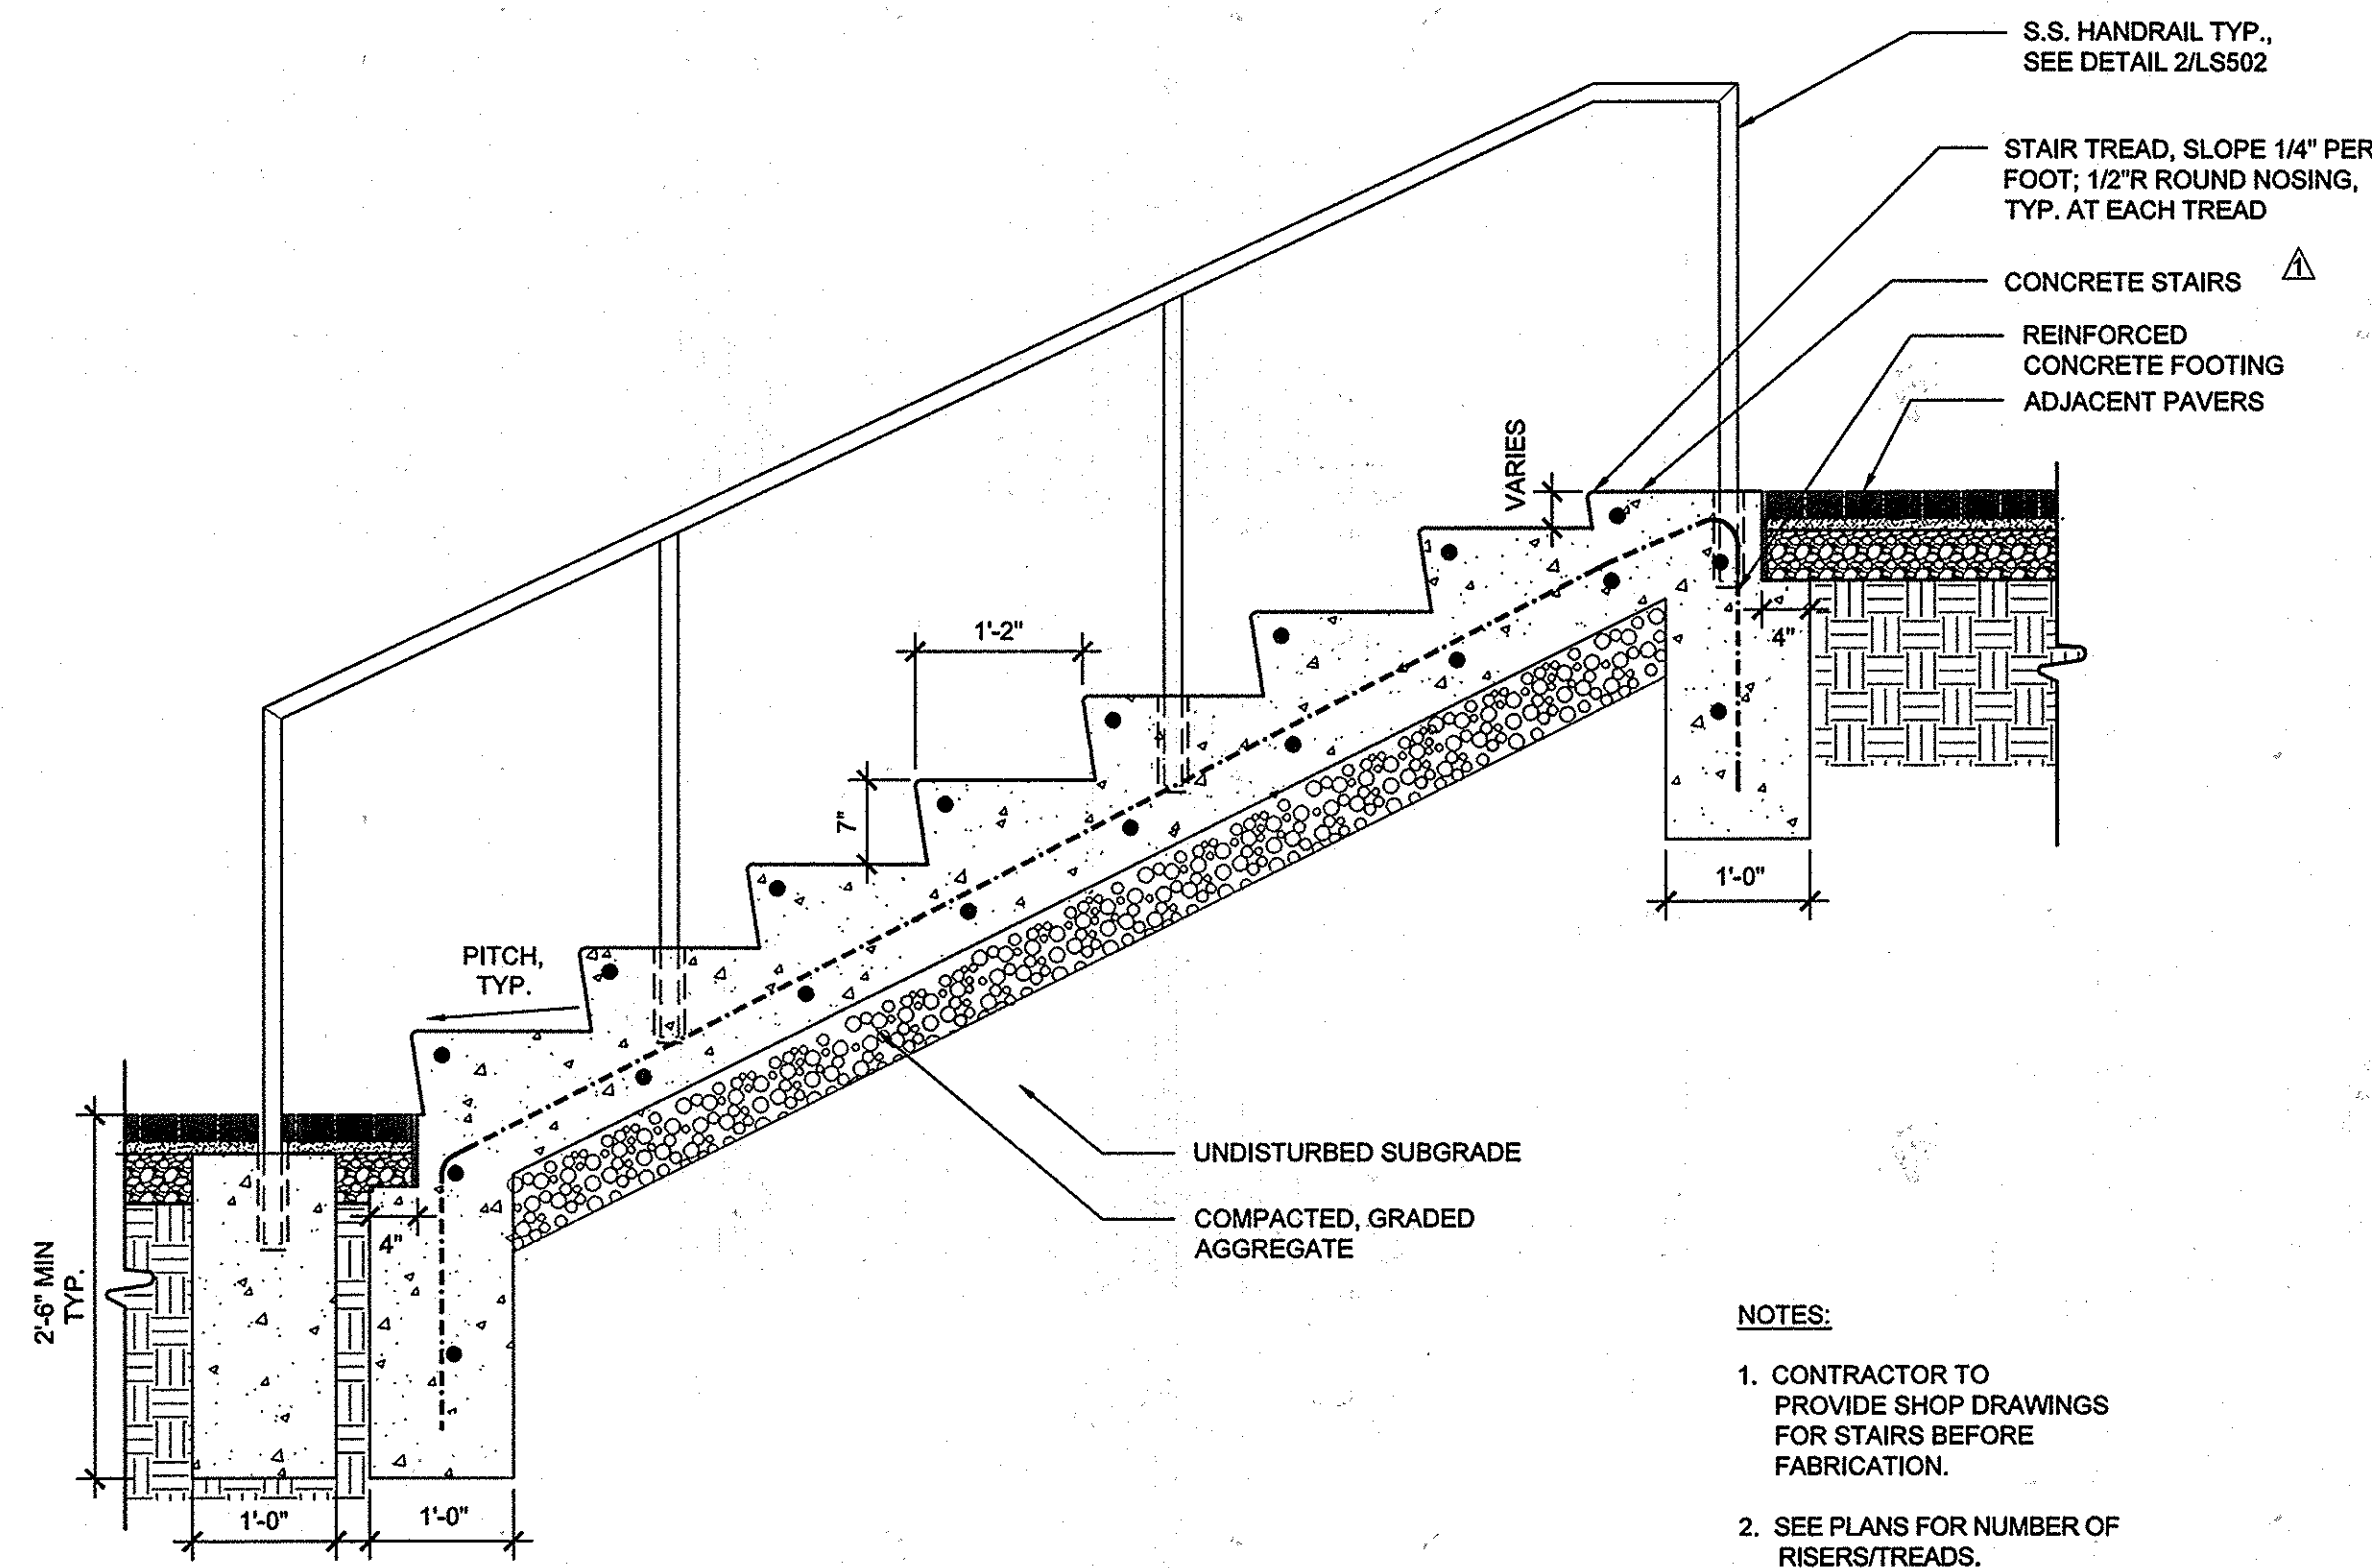 S.S. HANDRAIL TYP.,
SEE DETAIL 2/LS502
STAIR TREAD, SLOPE 1/4" PER
FOOT; 1/2"R ROUND NOSING,
TYP. AT EACH TREAD
1
CONCRETE STAIRS
REINFORCED
CONCRETE FOOTING
ADJACENT PAVERS
VARIES
1'-2"
4"
7"
1'-0"
PITCH,
TYP.
UNDISTURBED SUBGRADE
COMPACTED, GRADED
AGGREGATE
4"
2'-6" MIN
TYP.
1'-0"
1'-0"
NOTES:
1. CONTRACTOR TO
PROVIDE SHOP DRAWINGS
FOR STAIRS BEFORE
FABRICATION.
2. SEE PLANS FOR NUMBER OF
RISERS/TREADS.